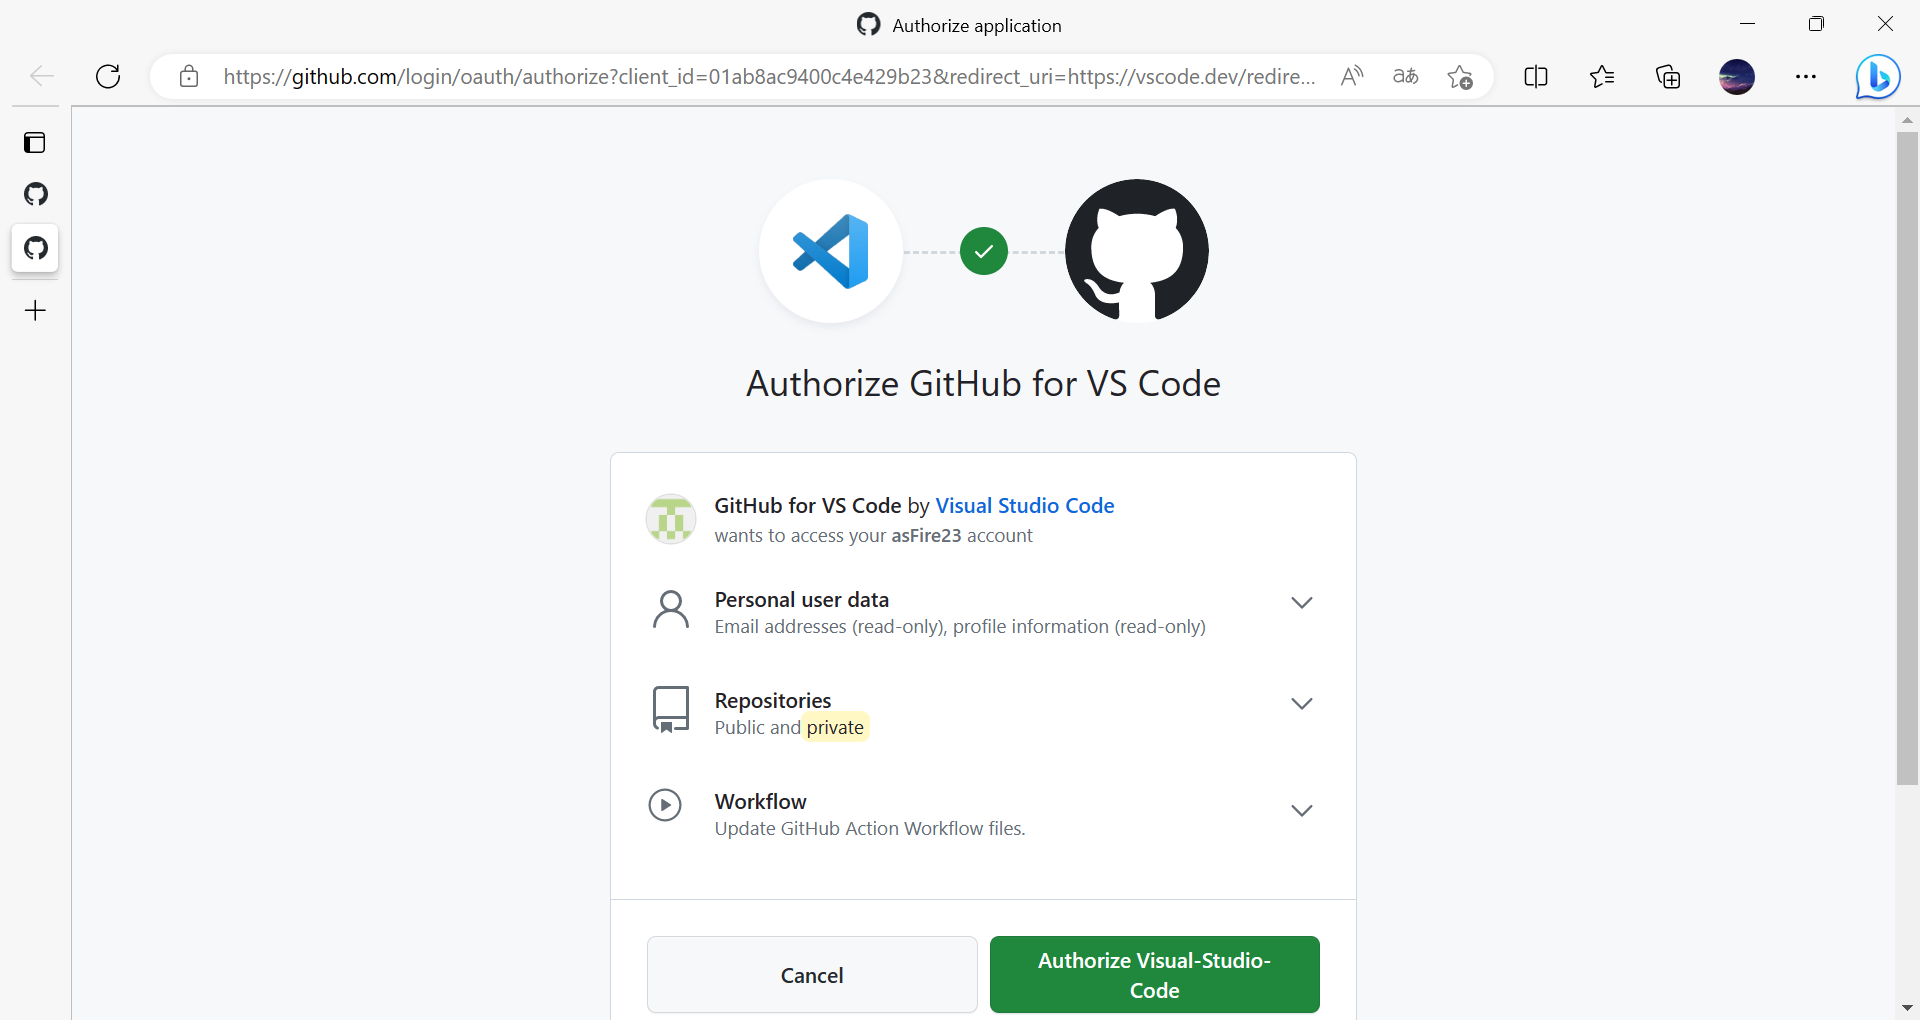 Authorize application
https://github.com/login/oauth/authorize?client_id=01ab8ac9400c4e429b23&redirect_uri=https://vscode.dev/redire...
Authorize GitHub for VS Code
GitHub for VS Code by Visual Studio Code
wants to access your asFire23 account
Personal user data
Email addresses (read-only), profile information (read-only)
Repositories
Public and private
Workflow
Update GitHub Action Workflow files.
Cancel
Authorize Visual-Studio-
Code